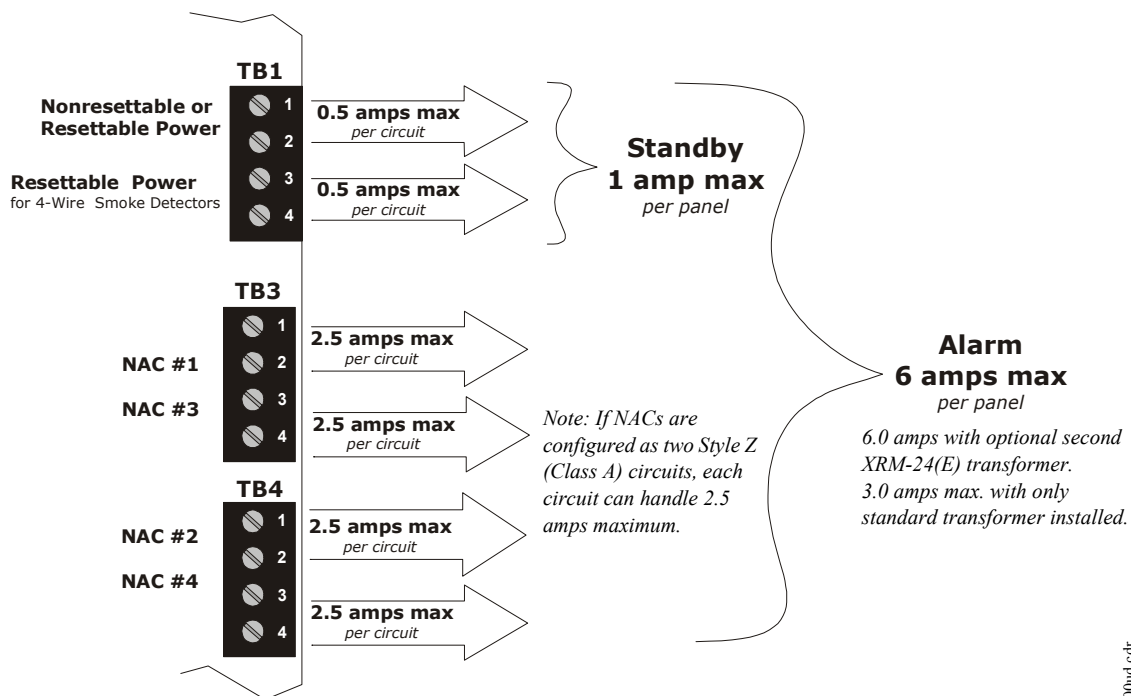 TB1
Nonresettable or
Resettable Power
1
2
3
4
0.5 amps max
per circuit
Resettable Power
for 4-Wire Smoke Detectors
0.5 amps max
per circuit
Standby
1 amp max
per panel
TB3
NAC #1
NAC #3
1
2
3
4
2.5 amps max
per circuit
2.5 amps max
per circuit
Note: If NACs are
configured as two Style Z
(Class A) circuits, each
circuit can handle 2.5
amps maximum.
TB4
NAC #2
NAC #4
1
2
3
4
2.5 amps max
per circuit
2.5 amps max
per circuit
Alarm
6 amps max
per panel
6.0 amps with optional second
XRM-24(E) transformer.
3.0 amps max. with only
standard transformer installed.